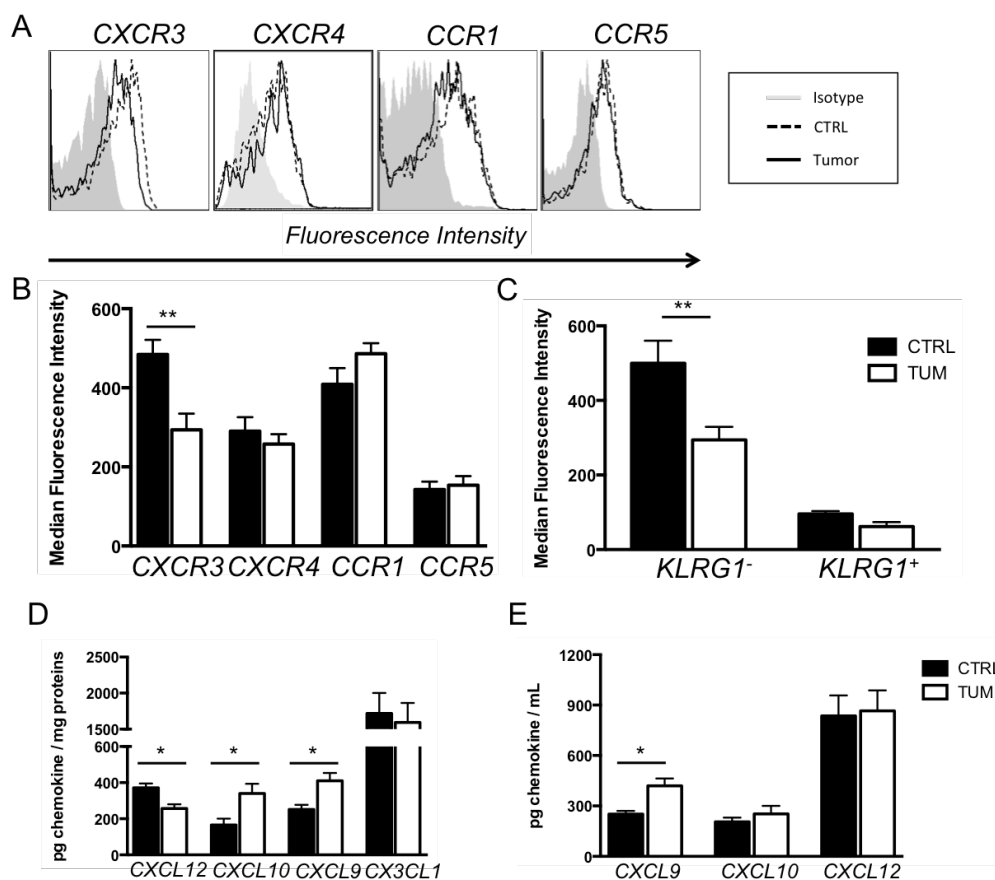 A
CXCR3 CXCR4 CCR1 CCR5
Isotype
CTRL
Tumor
Fluorescence Intensity
B
Median Fluorescence Intensity
600
400
200
0
**
CXCR3 CXCR4 CCR1 CCR5
C
Median Fluorescence Intensity
600
400
200
0
**
CTRL
TUM
KLRG1⁻ KLRG1⁺
D
pg chemokine / mg proteins
2500
2000
1500
600
400
200
0
* * *
CXCL12 CXCL10 CXCL9 CX3CL1
E
pg chemokine / mL
1200
900
600
300
0
*
CTRL
TUM
CXCL9 CXCL10 CXCL12